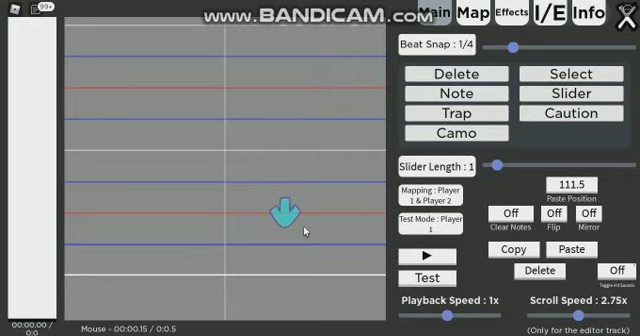 99+
www.BANDICAM.com
Main Map Effects I/E Info
Beat Snap : 1/4
Delete Select
Note Slider
Trap Caution
Camo
Slider Length : 1
Mapping : Player
1 & Player 2
111.5
Paste Position
Test Mode : Player
1
Off Off Off
Clear Notes Flip Mirror
Copy Paste
Test Delete Off
Toggle Hit Sounds
Playback Speed : 1x Scroll Speed : 2.75x
00:00.00 /
0:0
Mouse - 00:00.15 / 0:0.5
(Only for the editor track)